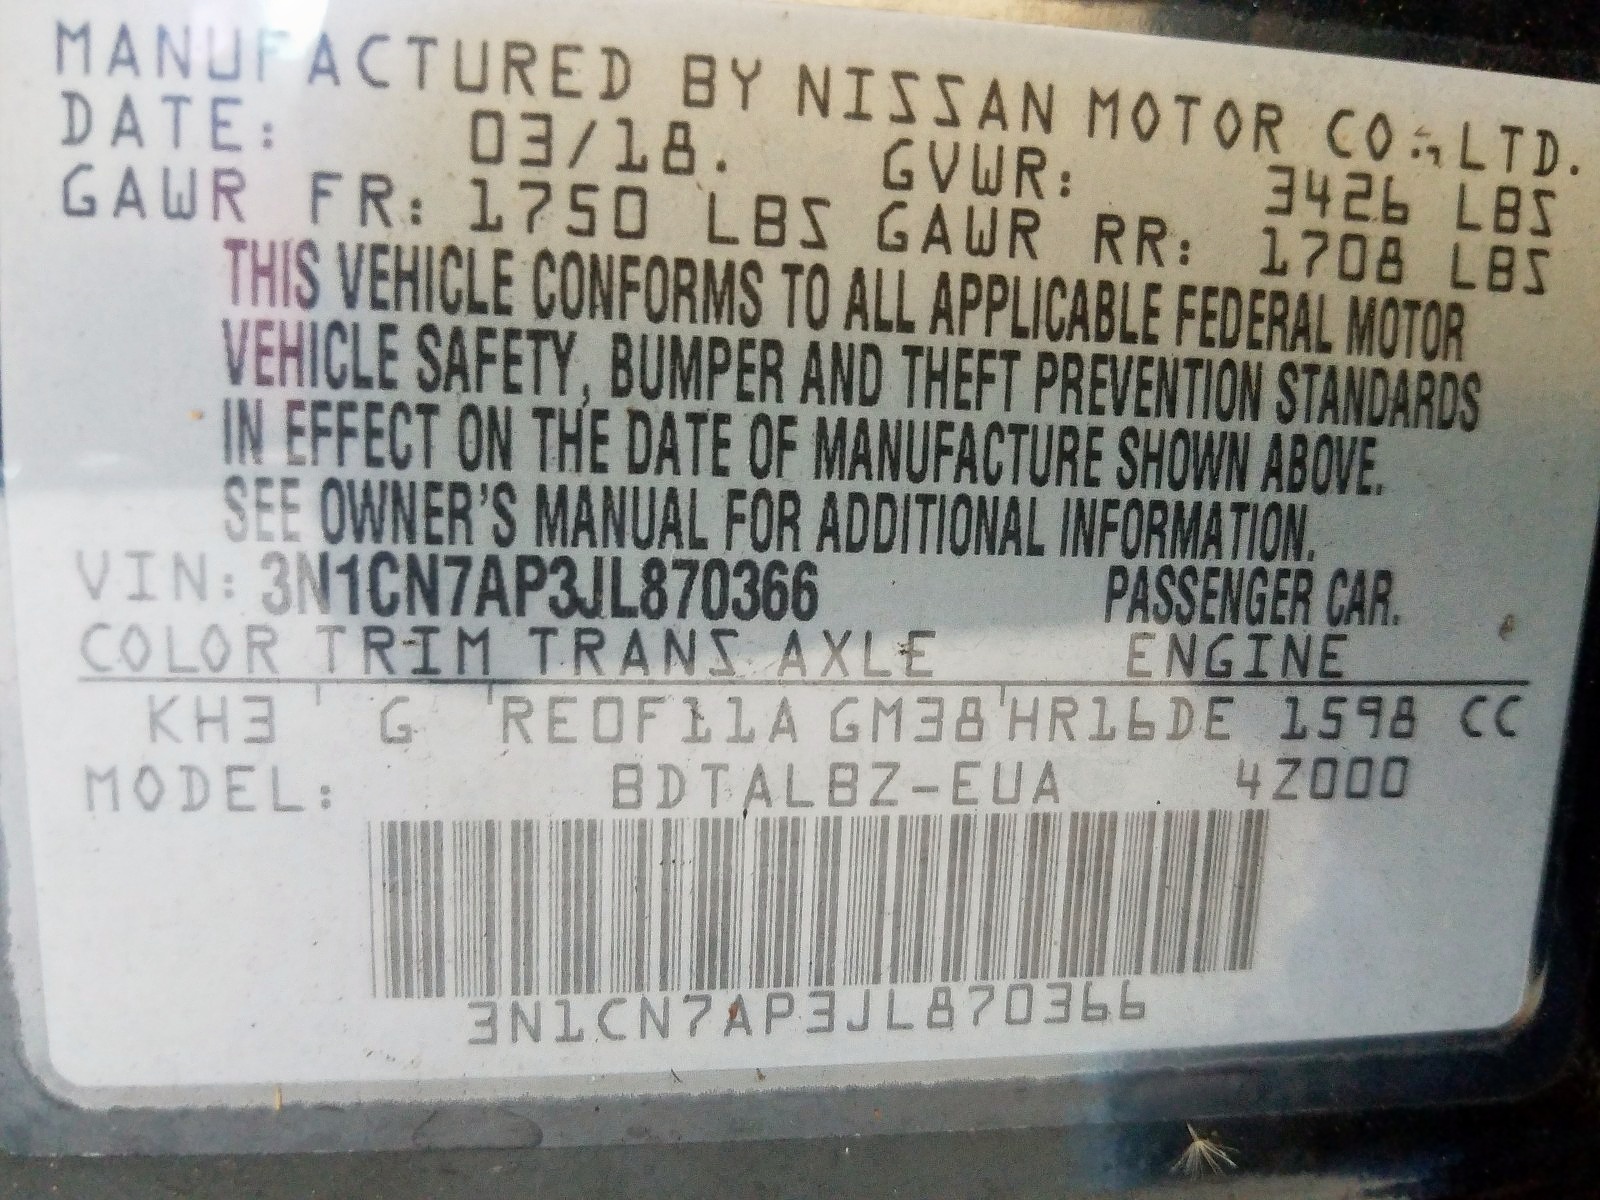 MANUFACTURED BY NISSAN MOTOR CO., LTD.
DATE: 03/18. GVWR: 3426 LBS
GAWR FR: 1750 LBS GAWR RR: 1708 LBS
THIS VEHICLE CONFORMS TO ALL APPLICABLE FEDERAL MOTOR
VEHICLE SAFETY, BUMPER AND THEFT PREVENTION STANDARDS
IN EFFECT ON THE DATE OF MANUFACTURE SHOWN ABOVE.
SEE OWNER'S MANUAL FOR ADDITIONAL INFORMATION.
VIN: 3N1CN7AP3JL870366 PASSENGER CAR.
COLOR TRIM TRANS AXLE ENGINE
KH3 G RE0F11A GM38 HR16DE 1598 CC
MODEL: BDTALBZ-EUA 4Z000
3N1CN7AP3JL870366